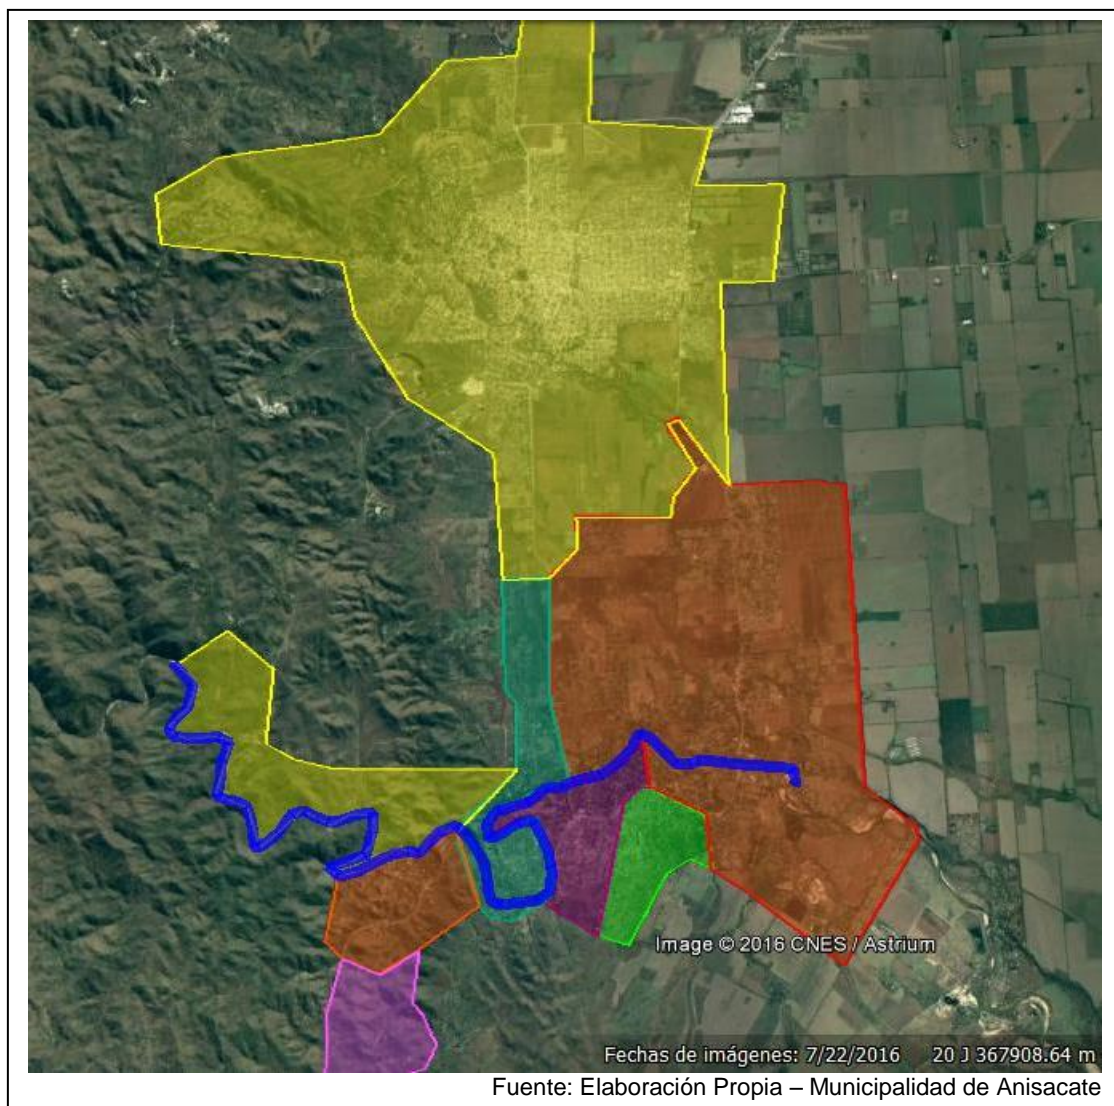 Image © 2016 CNES / Astrium
Fechas de imágenes: 7/22/2016 20 J 367908.64 m
Fuente: Elaboración Propia – Municipalidad de Anisacate